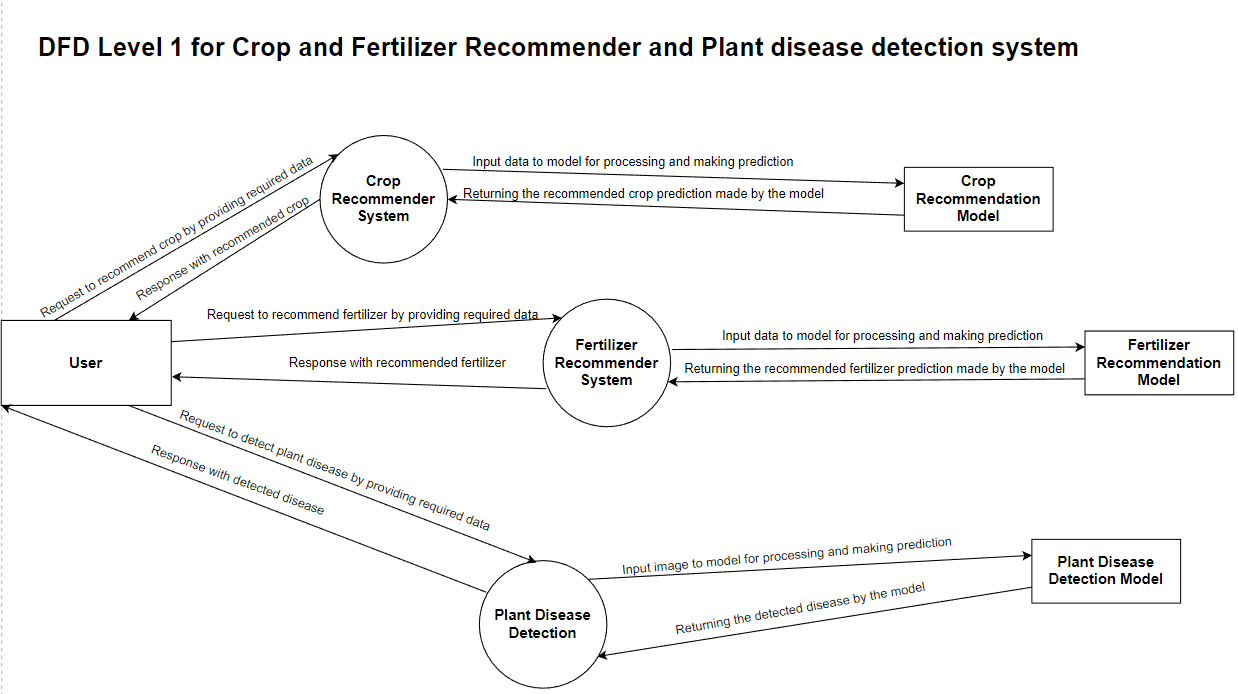 DFD Level 1 for Crop and Fertilizer Recommender and Plant disease detection system
Request to recommend crop by providing required data
Response with recommended crop
Crop
Recommender
System
Input data to model for processing and making prediction
Returning the recommended crop prediction made by the model
Crop
Recommendation
Model
User
Request to recommend fertilizer by providing required data
Response with recommended fertilizer
Fertilizer
Recommender
System
Input data to model for processing and making prediction
Returning the recommended fertilizer prediction made by the model
Fertilizer
Recommendation
Model
Request to detect plant disease by providing required data
Response with detected disease
Plant Disease
Detection
Input image to model for processing and making prediction
Returning the detected disease by the model
Plant Disease
Detection Model